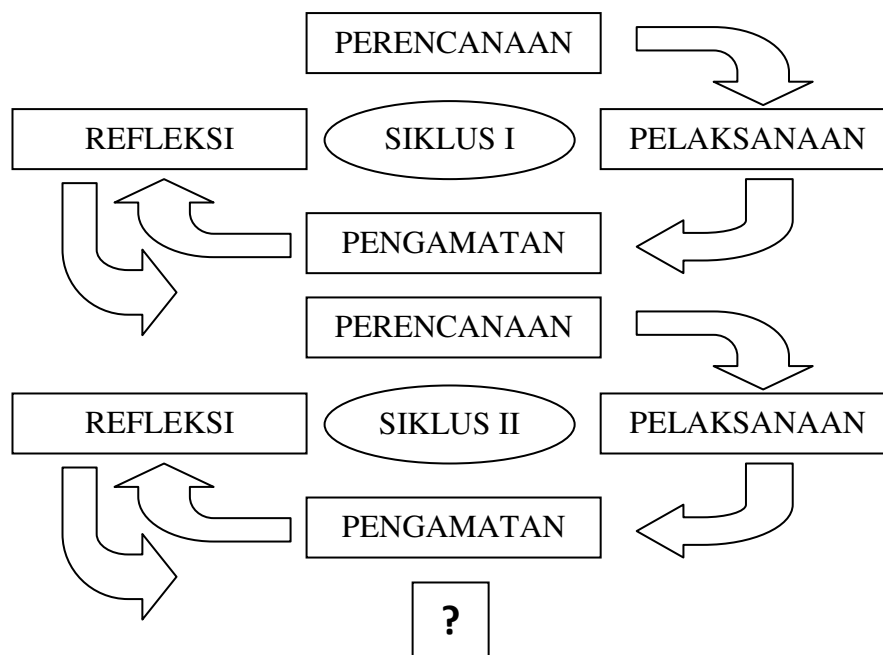 PERENCANAAN
REFLEKSI SIKLUS I PELAKSANAAN
PENGAMATAN
PERENCANAAN
REFLEKSI SIKLUS II PELAKSANAAN
PENGAMATAN
?